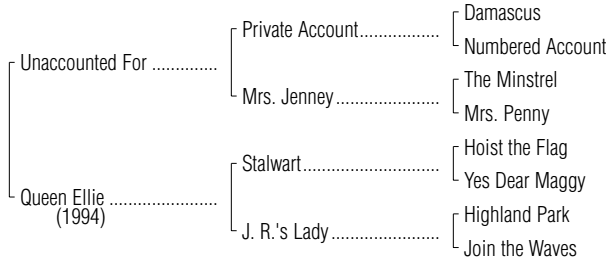 Damascus
Private Account..................
Numbered Account
Unaccounted For ..............
The Minstrel
Mrs. Jenney.......................
Mrs. Penny
Hoist the Flag
Stalwart..............................
Yes Dear Maggy
Queen Ellie .......................
(1994)
Highland Park
J. R.'s Lady........................
Join the Waves